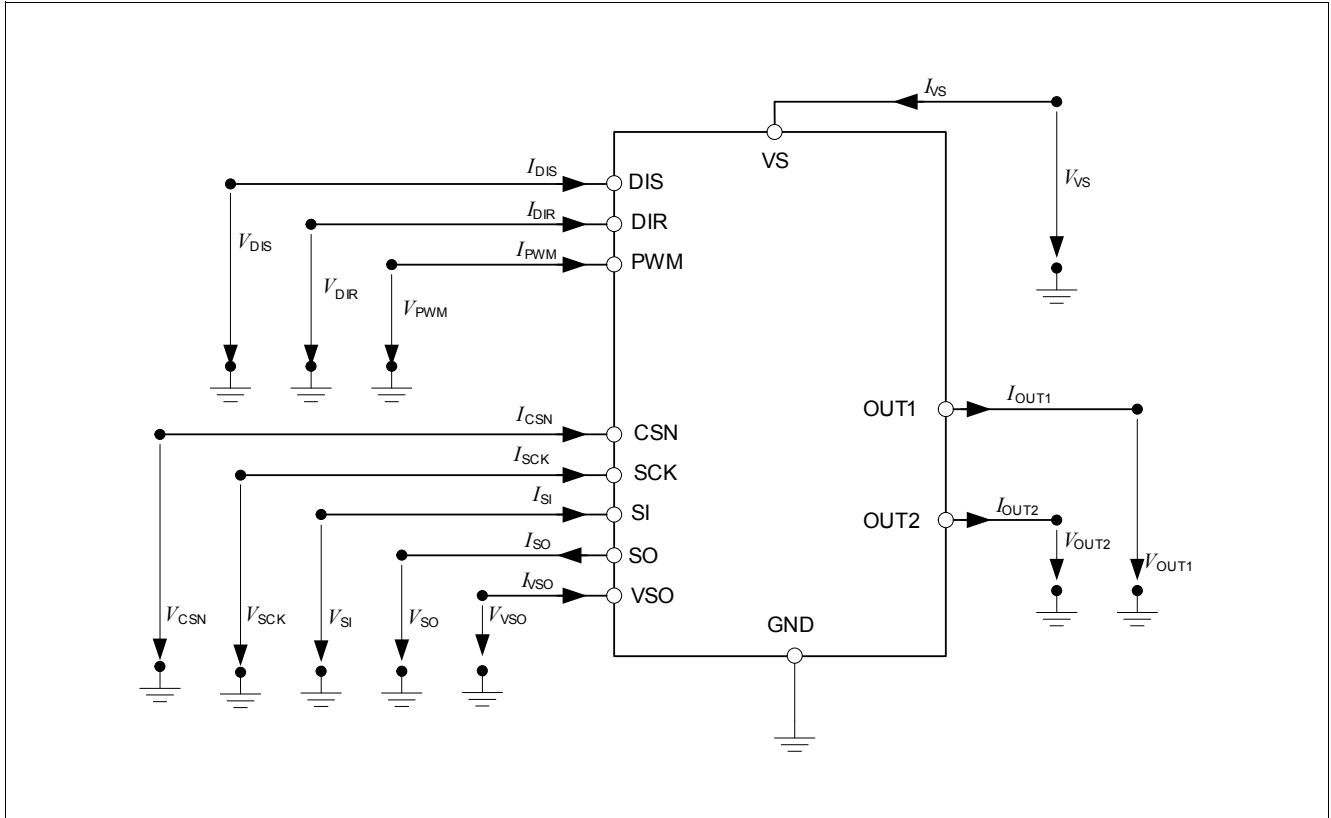 I_VS
VS
V_VS
I_DIS
DIS
V_DIS
I_DIR
DIR
V_DIR
I_PWM
PWM
V_PWM
I_CSN
CSN
V_CSN
I_SCK
SCK
V_SCK
I_SI
SI
V_SI
I_SO
SO
V_SO
I_VSO
VSO
V_VSO
OUT1
I_OUT1
V_OUT1
OUT2
I_OUT2
V_OUT2
GND